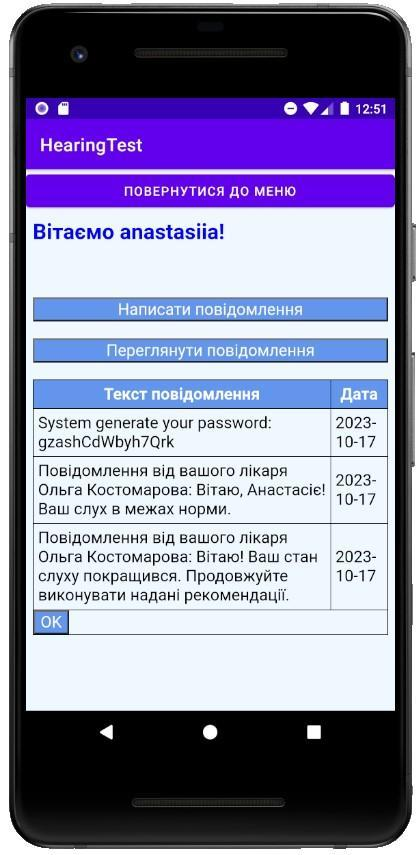 12:51
HearingTest
ПОВЕРНУТИСЯ ДО МЕНЮ
Вітаємо anastasiia!
Написати повідомлення
Переглянути повідомлення
Текст повідомлення
Дата
System generate your password:
gzashCdWbyh7Qrk
2023-
10-17
Повідомлення від вашого лікаря
Ольга Костомарова: Вітаю, Анастасіє!
Ваш слух в межах норми.
2023-
10-17
Повідомлення від вашого лікаря
Ольга Костомарова: Вітаю! Ваш стан
слуху покращився. Продовжуйте
виконувати надані рекомендації.
2023-
10-17
OK